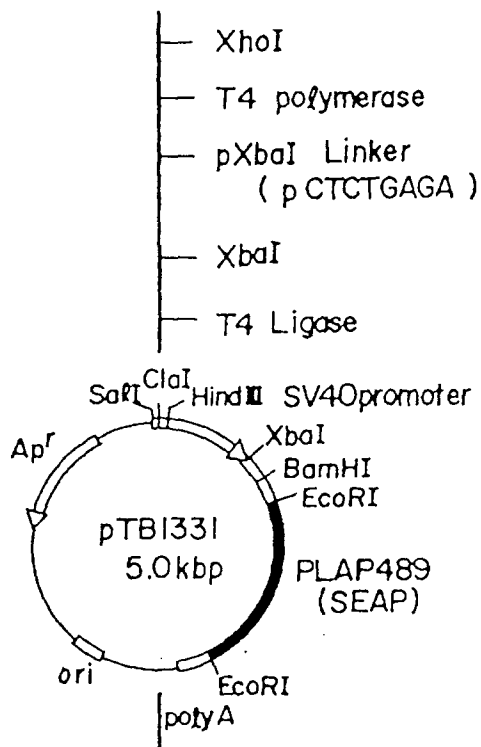 XhoI
T4 polymerase
pXbaI Linker
( pCTCTGAGA )
XbaI
T4 Ligase
ClaI
SalI
HindIII
SV40promoter
XbaI
Apʳ
BamHI
EcoRI
pTB1331
5.0kbp
PLAP489
(SEAP)
ori
EcoRI
polyA